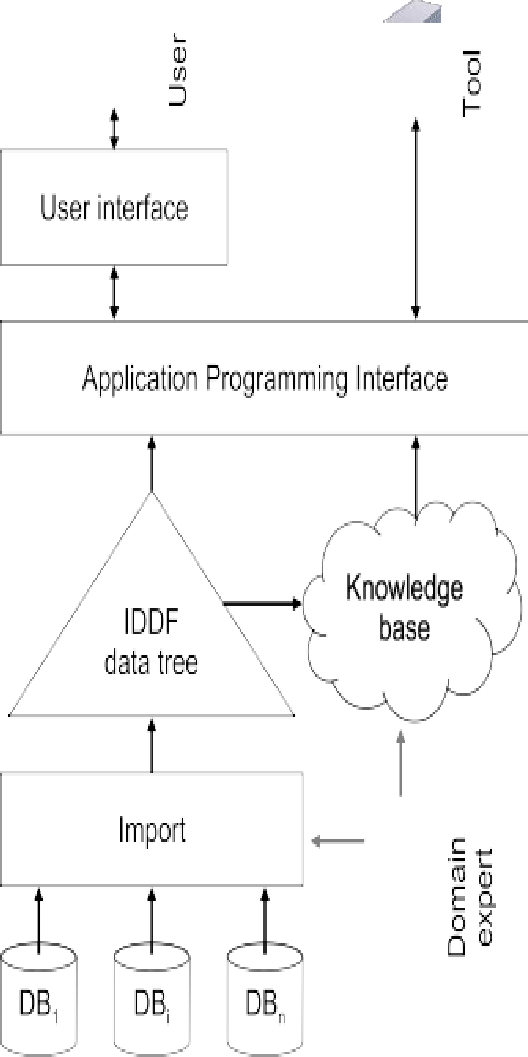 User
Tool
User interface
Application Programming Interface
Knowledge
base
IDDF
data tree
Import
Domain
expert
DB1
DBi
DBn